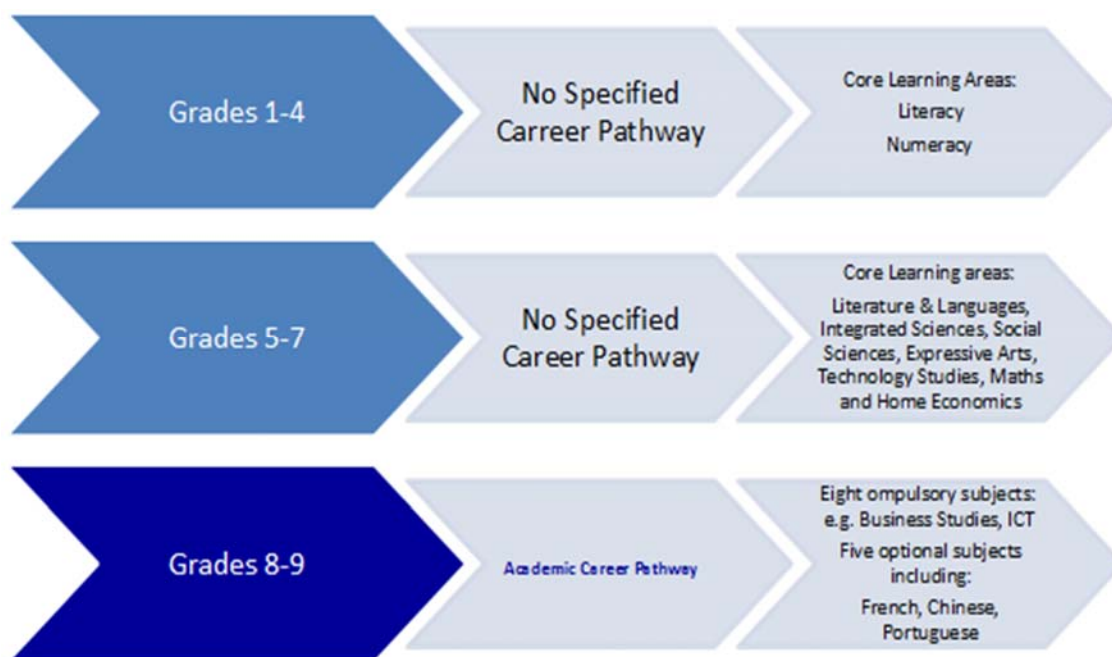 Grades 1-4
No Specified
Carreer Pathway
Core Learning Areas:
Literacy
Numeracy
Grades 5-7
No Specified
Career Pathway
Core Learning areas:
Literature & Languages,
Integrated Sciences, Social
Sciences, Expressive Arts,
Technology Studies, Maths
and Home Economics
Grades 8-9
Academic Career Pathway
Eight ompulsory subjects:
e.g. Business Studies, ICT
Five optional subjects
including:
French, Chinese,
Portuguese